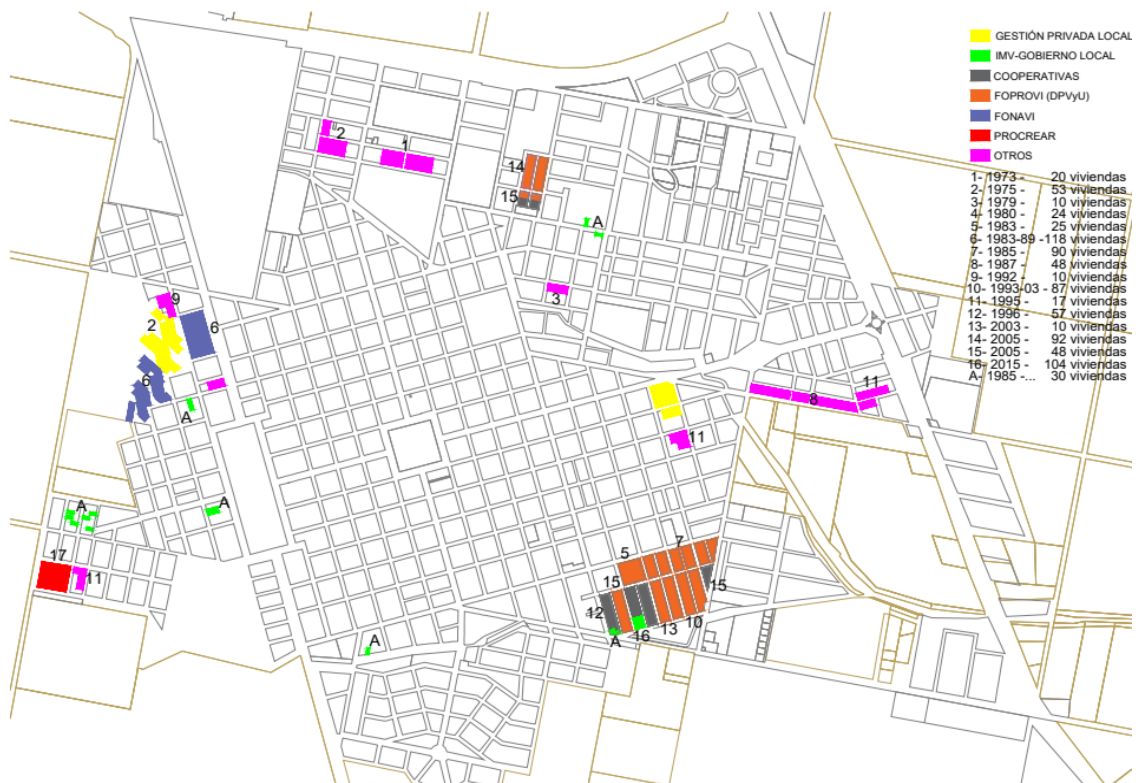 GESTIÓN PRIVADA LOCAL
IMV-GOBIERNO LOCAL
COOPERATIVAS
FOPROVI (DPVyU)
FONAVI
PROCREAR
OTROS
1- 1973 - 20 viviendas
2- 1975 - 53 viviendas
3- 1979 - 10 viviendas
4- 1980 - 24 viviendas
5- 1983 - 25 viviendas
6- 1983-89 -118 viviendas
7- 1985 - 90 viviendas
8- 1987 - 48 viviendas
9- 1992 - 10 viviendas
10- 1993-03 - 87 viviendas
11- 1995 - 17 viviendas
12- 1996 - 57 viviendas
13- 2003 - 10 viviendas
14- 2005 - 92 viviendas
15- 2005 - 48 viviendas
16- 2015 - 104 viviendas
A- 1985 -... 30 viviendas
2
1
14
15
A
3
9
2
6
6
A
11
8
11
A
A
17
11
5
7
15
15
12
A
16
13
10
A